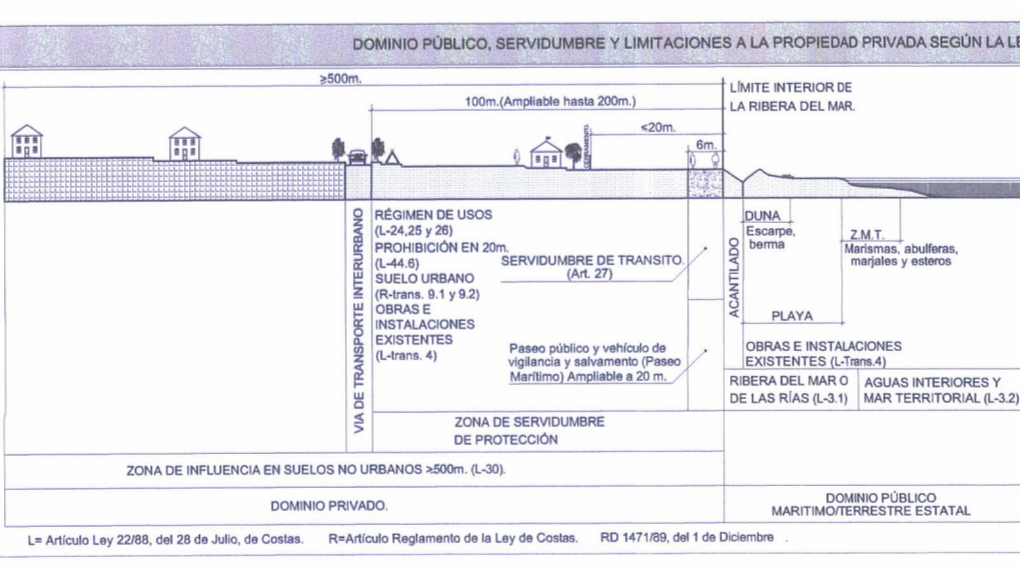 DOMINIO PÚBLICO, SERVIDUMBRE Y LIMITACIONES A LA PROPIEDAD PRIVADA SEGÚN LA LE
≥500m.
100m.(Ampliable hasta 200m.)
≤20m.
6m.
CERRAMIENTO
LÍMITE INTERIOR DE
LA RIBERA DEL MAR.
VIA DE TRANSPORTE INTERURBANO
RÉGIMEN DE USOS
(L-24,25 y 26)
PROHIBICIÓN EN 20m.
(L-44.6)
SUELO URBANO
(R-trans. 9.1 y 9.2)
OBRAS E
INSTALACIONES
EXISTENTES
(L-trans. 4)
SERVIDUMBRE DE TRANSITO.
(Art. 27)
Paseo público y vehículo de
vigilancia y salvamento (Paseo
Marítimo) Ampliable a 20 m.
ACANTILADO
DUNA
Escarpe,
berma
Z.M.T.
Marismas, abulferas,
marjales y esteros
PLAYA
OBRAS E INSTALACIONES
EXISTENTES (L-Trans.4)
RIBERA DEL MAR O
DE LAS RÍAS (L-3.1)
AGUAS INTERIORES Y
MAR TERRITORIAL (L-3.2)
ZONA DE SERVIDUMBRE
DE PROTECCIÓN
ZONA DE INFLUENCIA EN SUELOS NO URBANOS ≥500m. (L-30).
DOMINIO PRIVADO.
DOMINIO PÚBLICO
MARITIMO/TERRESTRE ESTATAL
L= Artículo Ley 22/88, del 28 de Julio, de Costas. R=Artículo Reglamento de la Ley de Costas. RD 1471/89, del 1 de Diciembre .